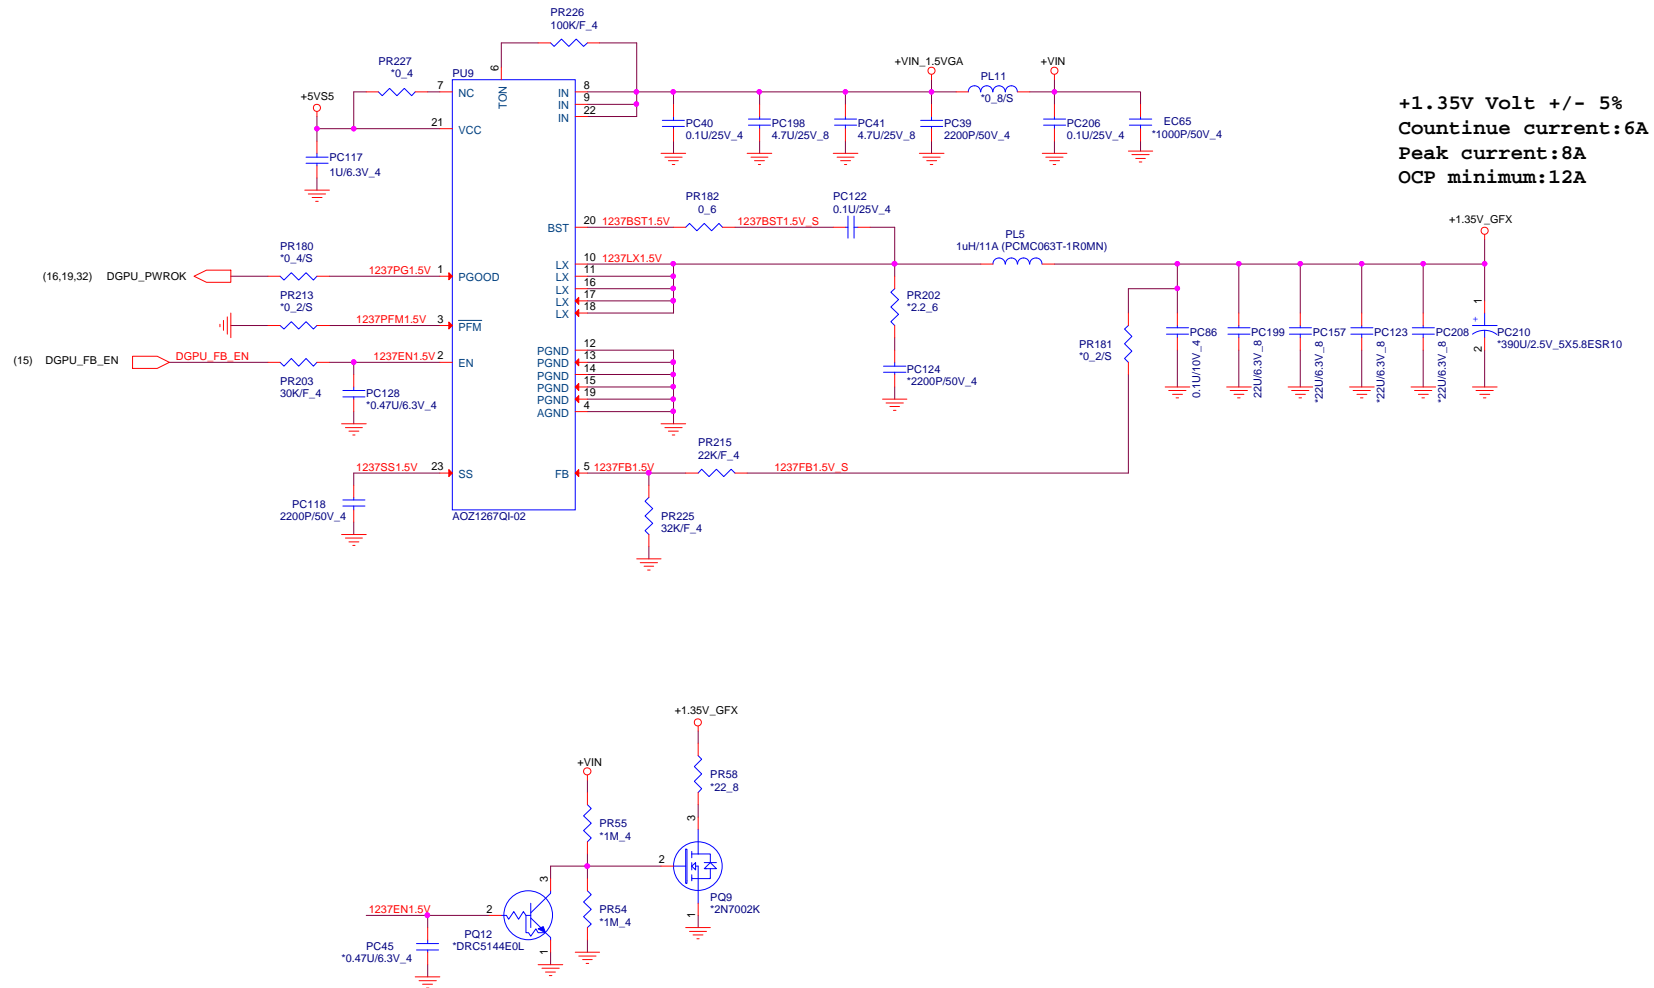 PR226
100K/F_4
PR227
*0_4
+5VS5
PC117
1U/6.3V_4
PU9
6
TON
7
NC
21
VCC
IN
8
IN
9
IN
22
+VIN_1.5VGA
+VIN
PL11
*0_8/S
PC40
0.1U/25V_4
PC198
4.7U/25V_8
PC41
4.7U/25V_8
PC39
2200P/50V_4
PC206
0.1U/25V_4
EC65
*1000P/50V_4
+1.35V Volt +/- 5%
Countinue current:6A
Peak current:8A
OCP minimum:12A
BST
20
1237BST1.5V
PR182
0_6
1237BST1.5V_S
PC122
0.1U/25V_4
+1.35V_GFX
PL5
1uH/11A (PCMC063T-1R0MN)
(16,19,32)
DGPU_PWROK
PR180
*0_4/S
1237PG1.5V
1
PGOOD
LX
10
1237LX1.5V
LX
11
LX
16
LX
17
LX
18
PR213
*0_2/S
1237PFM1.5V
3
PFM
PR202
*2.2_6
PC124
*2200P/50V_4
(15)
DGPU_FB_EN
DGPU_FB_EN
PR203
30K/F_4
1237EN1.5V
2
EN
PC128
*0.47U/6.3V_4
PGND
12
PGND
13
PGND
14
PGND
15
PGND
19
AGND
4
PR181
*0_2/S
PC86
0.1U/10V_4
PC199
22U/6.3V_8
PC157
*22U/6.3V_8
PC123
*22U/6.3V_8
PC208
*22U/6.3V_8
1
+
2
PC210
*390U/2.5V_5X5.8ESR10
1237SS1.5V
23
SS
PC118
2200P/50V_4
FB
5
1237FB1.5V
PR215
22K/F_4
1237FB1.5V_S
PR225
32K/F_4
AOZ1267QI-02
+1.35V_GFX
PR58
*22_8
+VIN
PR55
*1M_4
3
2
PQ9
*2N7002K
1
PR54
*1M_4
3
1237EN1.5V
2
PQ12
*DRC5144E0L
1
PC45
*0.47U/6.3V_4